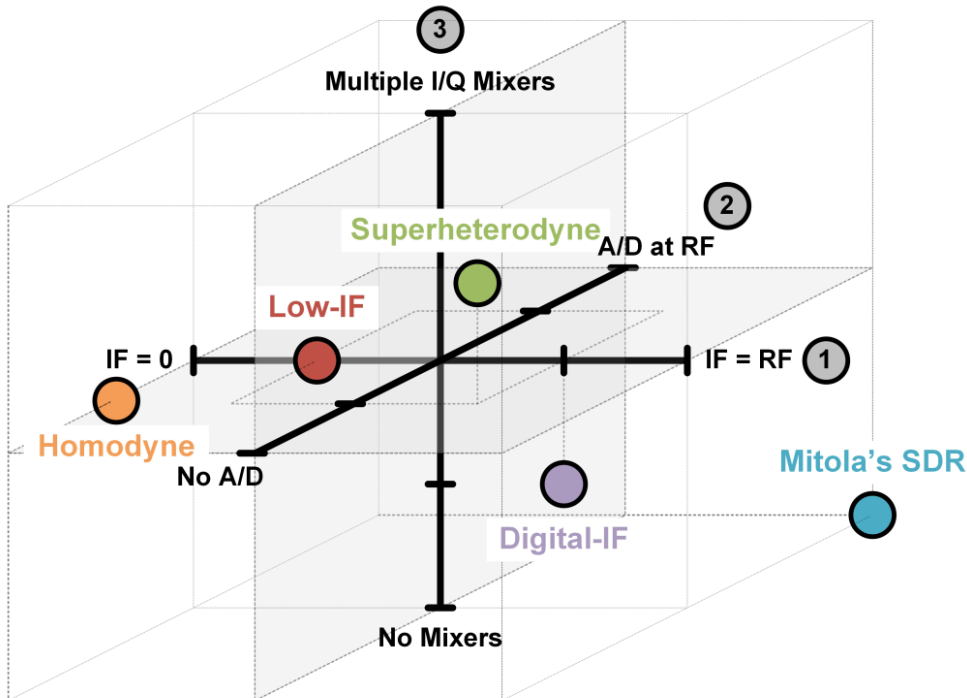 3
Multiple I/Q Mixers
2
Superheterodyne
A/D at RF
Low-IF
IF = 0
IF = RF
1
Homodyne
No A/D
Mitola's SDR
Digital-IF
No Mixers